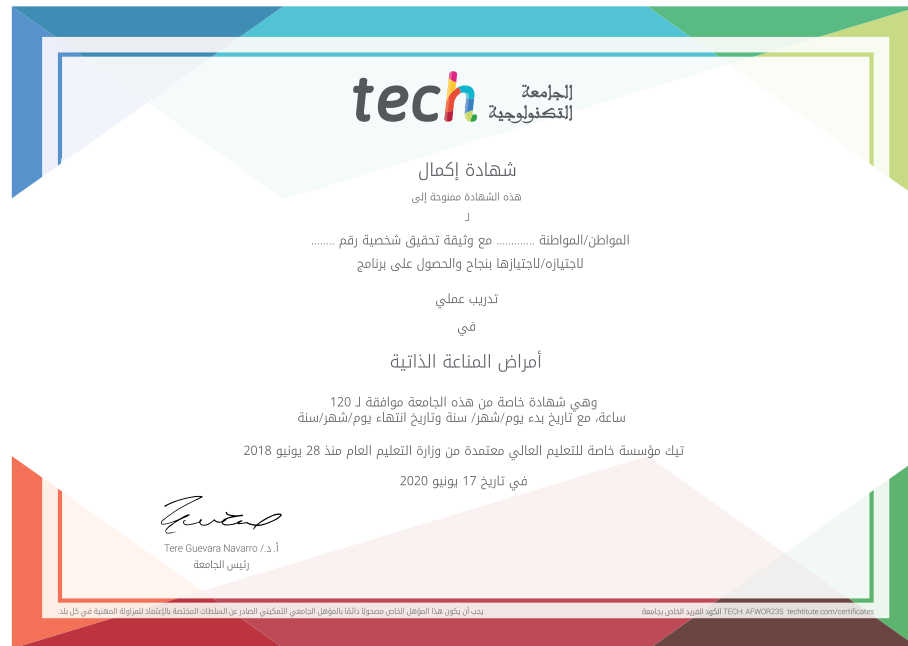 tech الجامعة
التكنولوجية
شهادة إكمال
هذه الشهادة ممنوحة إلى
لـ
المواطن/المواطنة ............. مع وثيقة تحقيق شخصية رقم ........
لاجتيازه/لاجتيازها بنجاح والحصول على برنامج
تدريب عملي
في
أمراض المناعة الذاتية
وهي شهادة خاصة من هذه الجامعة موافقة لـ 120
ساعة، مع تاريخ بدء يوم/شهر/ سنة وتاريخ انتهاء يوم/شهر/سنة
تيك مؤسسة خاصة للتعليم العالي معتمدة من وزارة التعليم العام منذ 28 يونيو 2018
في تاريخ 17 يونيو 2020
أ. د./ Tere Guevara Navarro
رئيس الجامعة
يجب أن يكون هذا المؤهل الخاص مصحوبًا دائمًا بالمؤهل الجامعي التمكيني الصادر عن السلطات المختصة بالإعتماد للمزاولة المهنية في كل بلد.
الكود الفريد الخاص بجامعة TECH: AFWOR23S techtitute.com/certificates